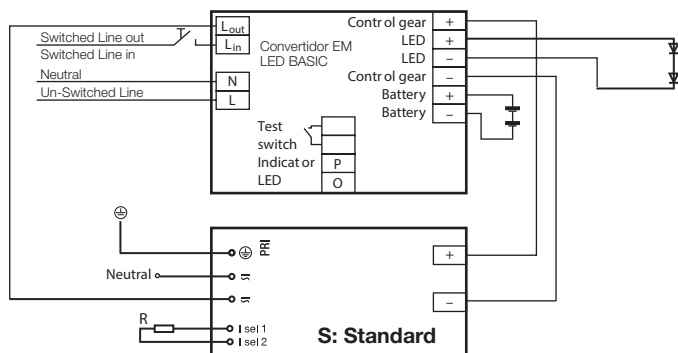 Switched Line out
Switched Line in
Neutral
Un-Switched Line
Lout
Lin
N
L
Convertidor EM
LED BASIC
Test
switch
Indicator
LED
P
O
Control gear +
LED +
LED –
Control gear –
Battery +
Battery –
PRI
Neutral
R
I sel 1
I sel 2
+
–
S: Standard